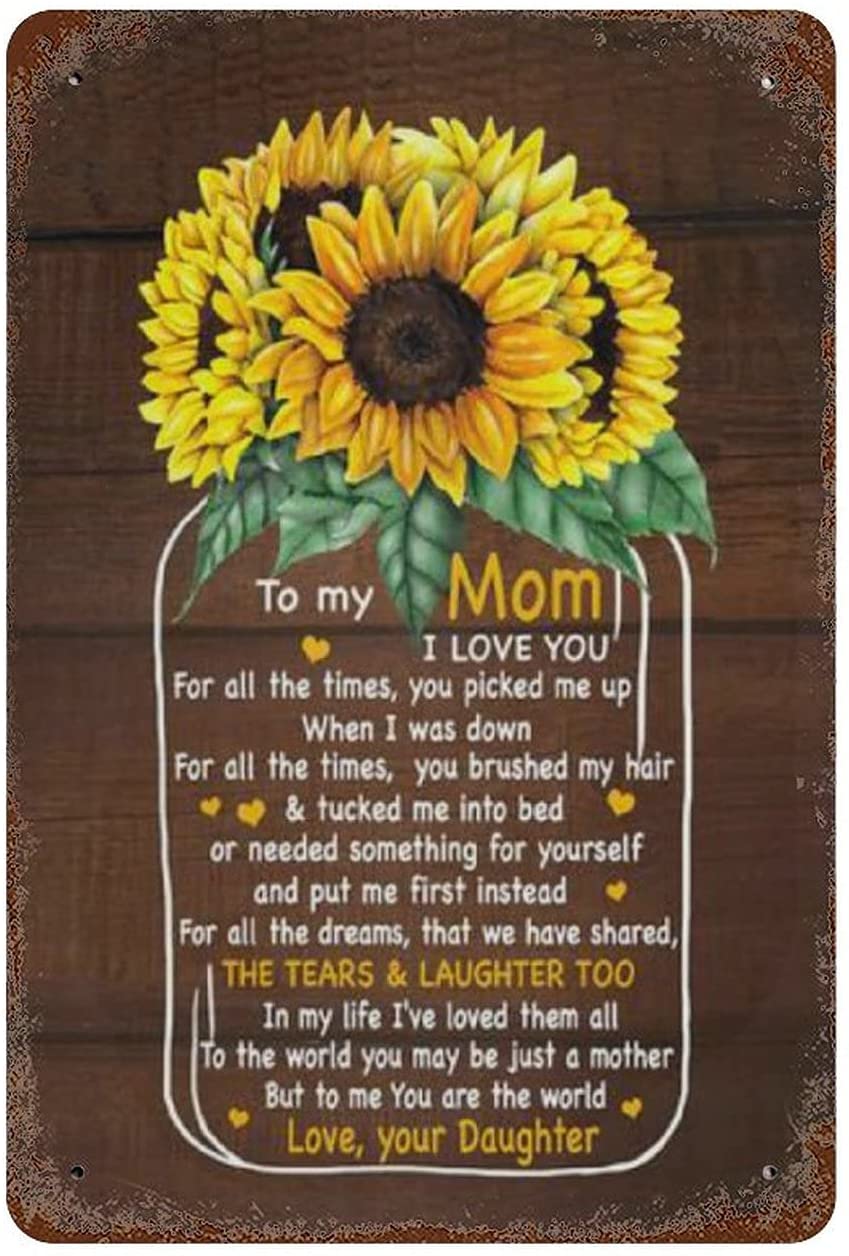 To my Mom
I LOVE YOU
For all the times, you picked me up
When I was down
For all the times, you brushed my hair
& tucked me into bed
or needed something for yourself
and put me first instead
For all the dreams, that we have shared,
THE TEARS & LAUGHTER TOO
In my life I've loved them all
To the world you may be just a mother
But to me You are the world
Love, your Daughter